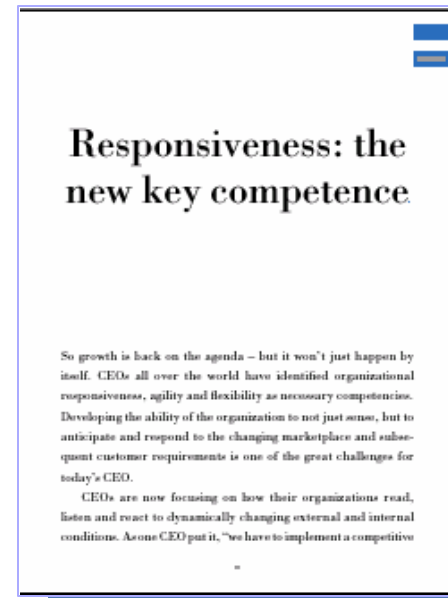 Responsiveness: the
new key competence
So growth is back on the agenda – but it won't just happen by
itself. CEOs all over the world have identified organizational
responsiveness, agility and flexibility as necessary competencies.
Developing the ability of the organization to not just sense, but to
anticipate and respond to the changing marketplace and subse-
quent customer requirements is one of the great challenges for
today's CEO.
CEOs are now focusing on how their organizations read,
listen and react to dynamically changing external and internal
conditions. As one CEO put it, “we have to implement a competitive